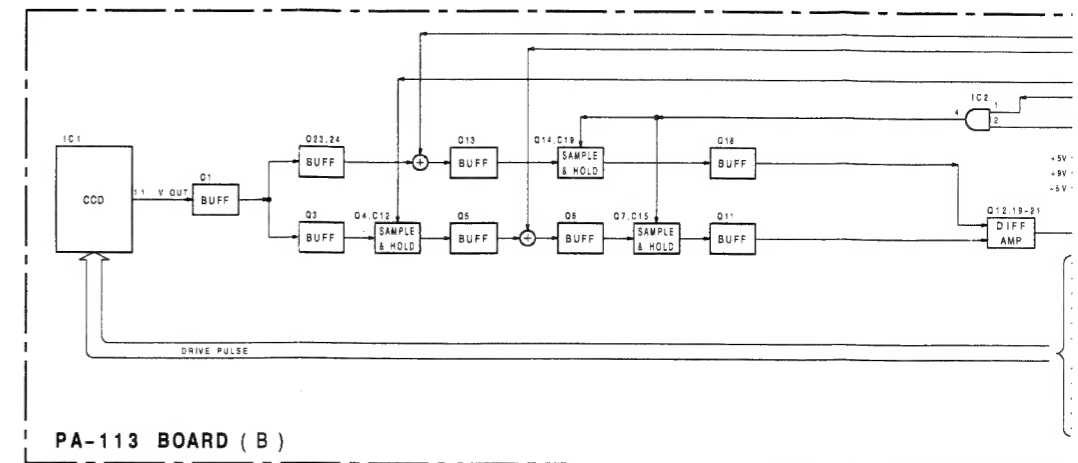 IC2
4
1
2
IC1
Q23,24
Q13
Q14,C19
Q18
BUFF
BUFF
SAMPLE
& HOLD
BUFF
+5V
+9V
-5V
Q1
CCD
11 V OUT
BUFF
Q3
Q4,C12
Q5
Q6
Q7,C15
Q11
Q12,19-21
BUFF
SAMPLE
& HOLD
BUFF
BUFF
SAMPLE
& HOLD
BUFF
DIFF
AMP
DRIVE PULSE
PA-113 BOARD (B)